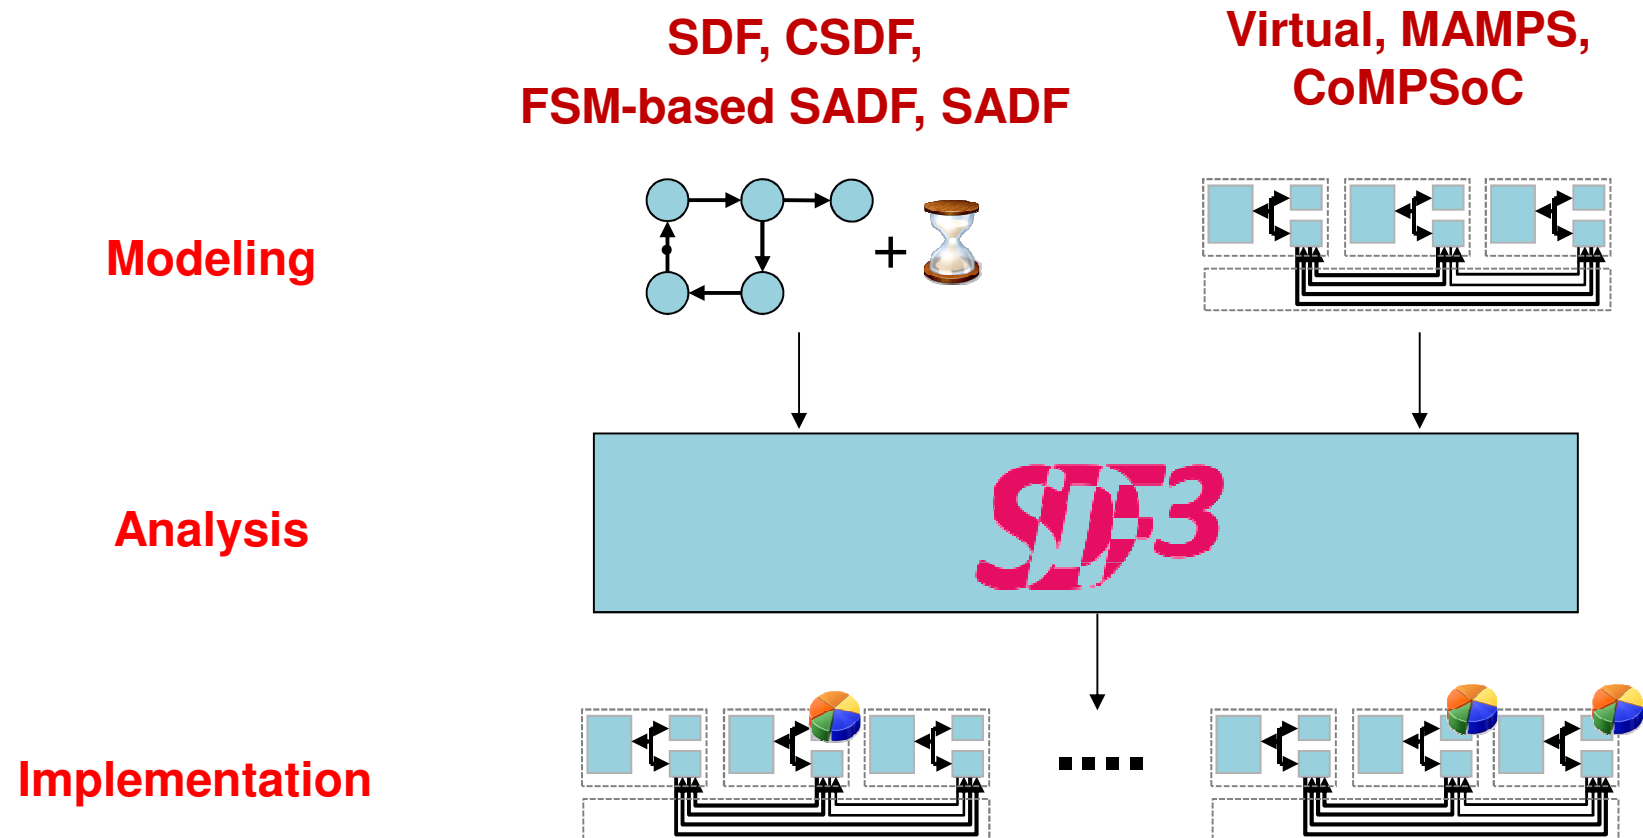 SDF, CSDF,
FSM-based SADF, SADF
Virtual, MAMPS,
CoMPSoC
Modeling
+
Analysis
SDF3
Implementation